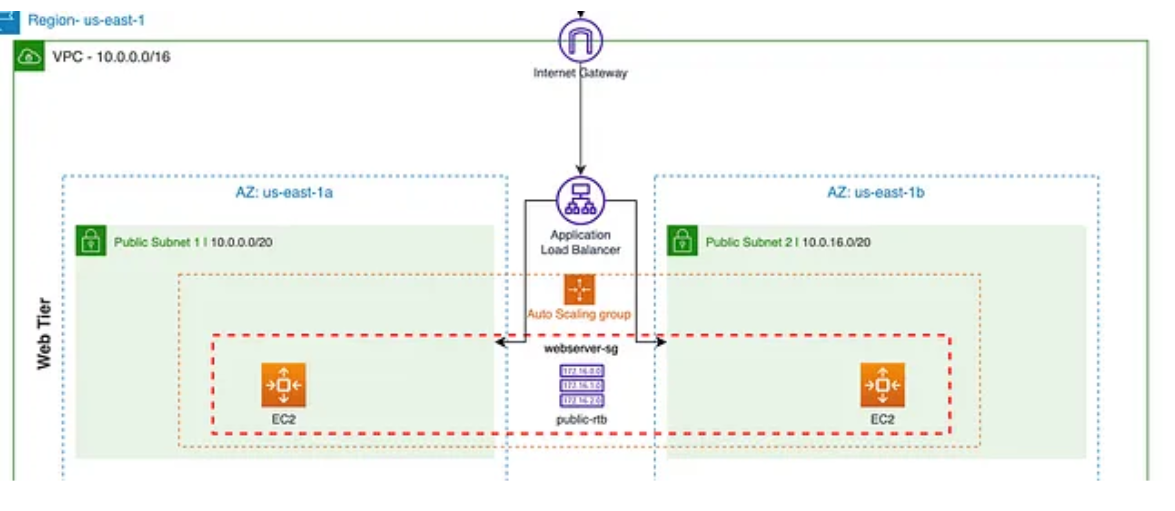 Region- us-east-1
VPC - 10.0.0.0/16
Internet Gateway
AZ: us-east-1a
AZ: us-east-1b
Application
Load Balancer
Public Subnet 1 | 10.0.0.0/20
Public Subnet 2 | 10.0.16.0/20
Auto Scaling group
Web Tier
webserver-sg
172.16.0.0
172.16.1.0
172.16.2.0
EC2
public-rtb
EC2